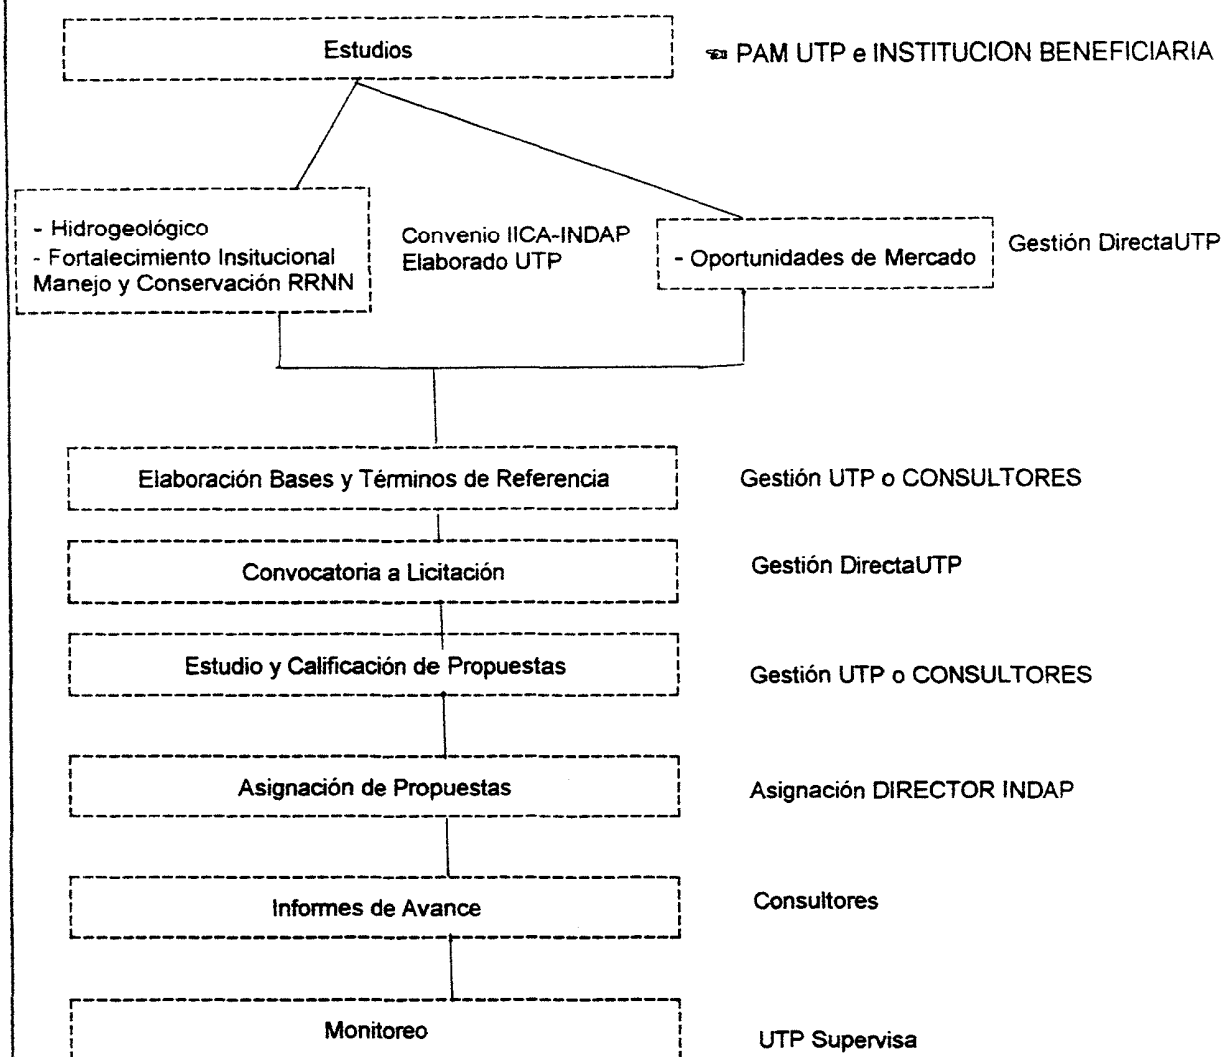 Estudios
☜ PAM UTP e INSTITUCION BENEFICIARIA
- Hidrogeológico
- Fortalecimiento Insitucional
Manejo y Conservación RRNN
Convenio IICA-INDAP
Elaborado UTP
- Oportunidades de Mercado
Gestión DirectaUTP
Elaboración Bases y Términos de Referencia
Gestión UTP o CONSULTORES
Convocatoria a Licitación
Gestión DirectaUTP
Estudio y Calificación de Propuestas
Gestión UTP o CONSULTORES
Asignación de Propuestas
Asignación DIRECTOR INDAP
Informes de Avance
Consultores
Monitoreo
UTP Supervisa